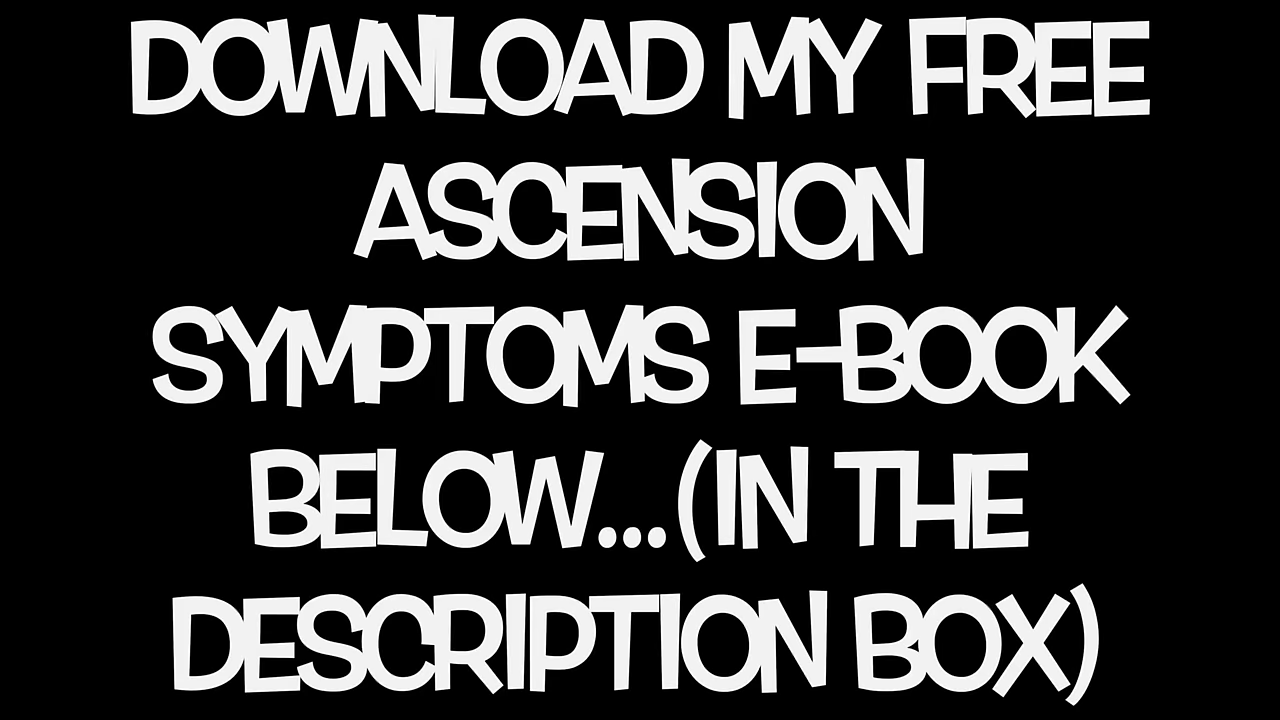 DOWNLOAD MY FREE
ASCENSION
SYMPTOMS E-BOOK
BELOW...(IN THE
DESCRIPTION BOX)